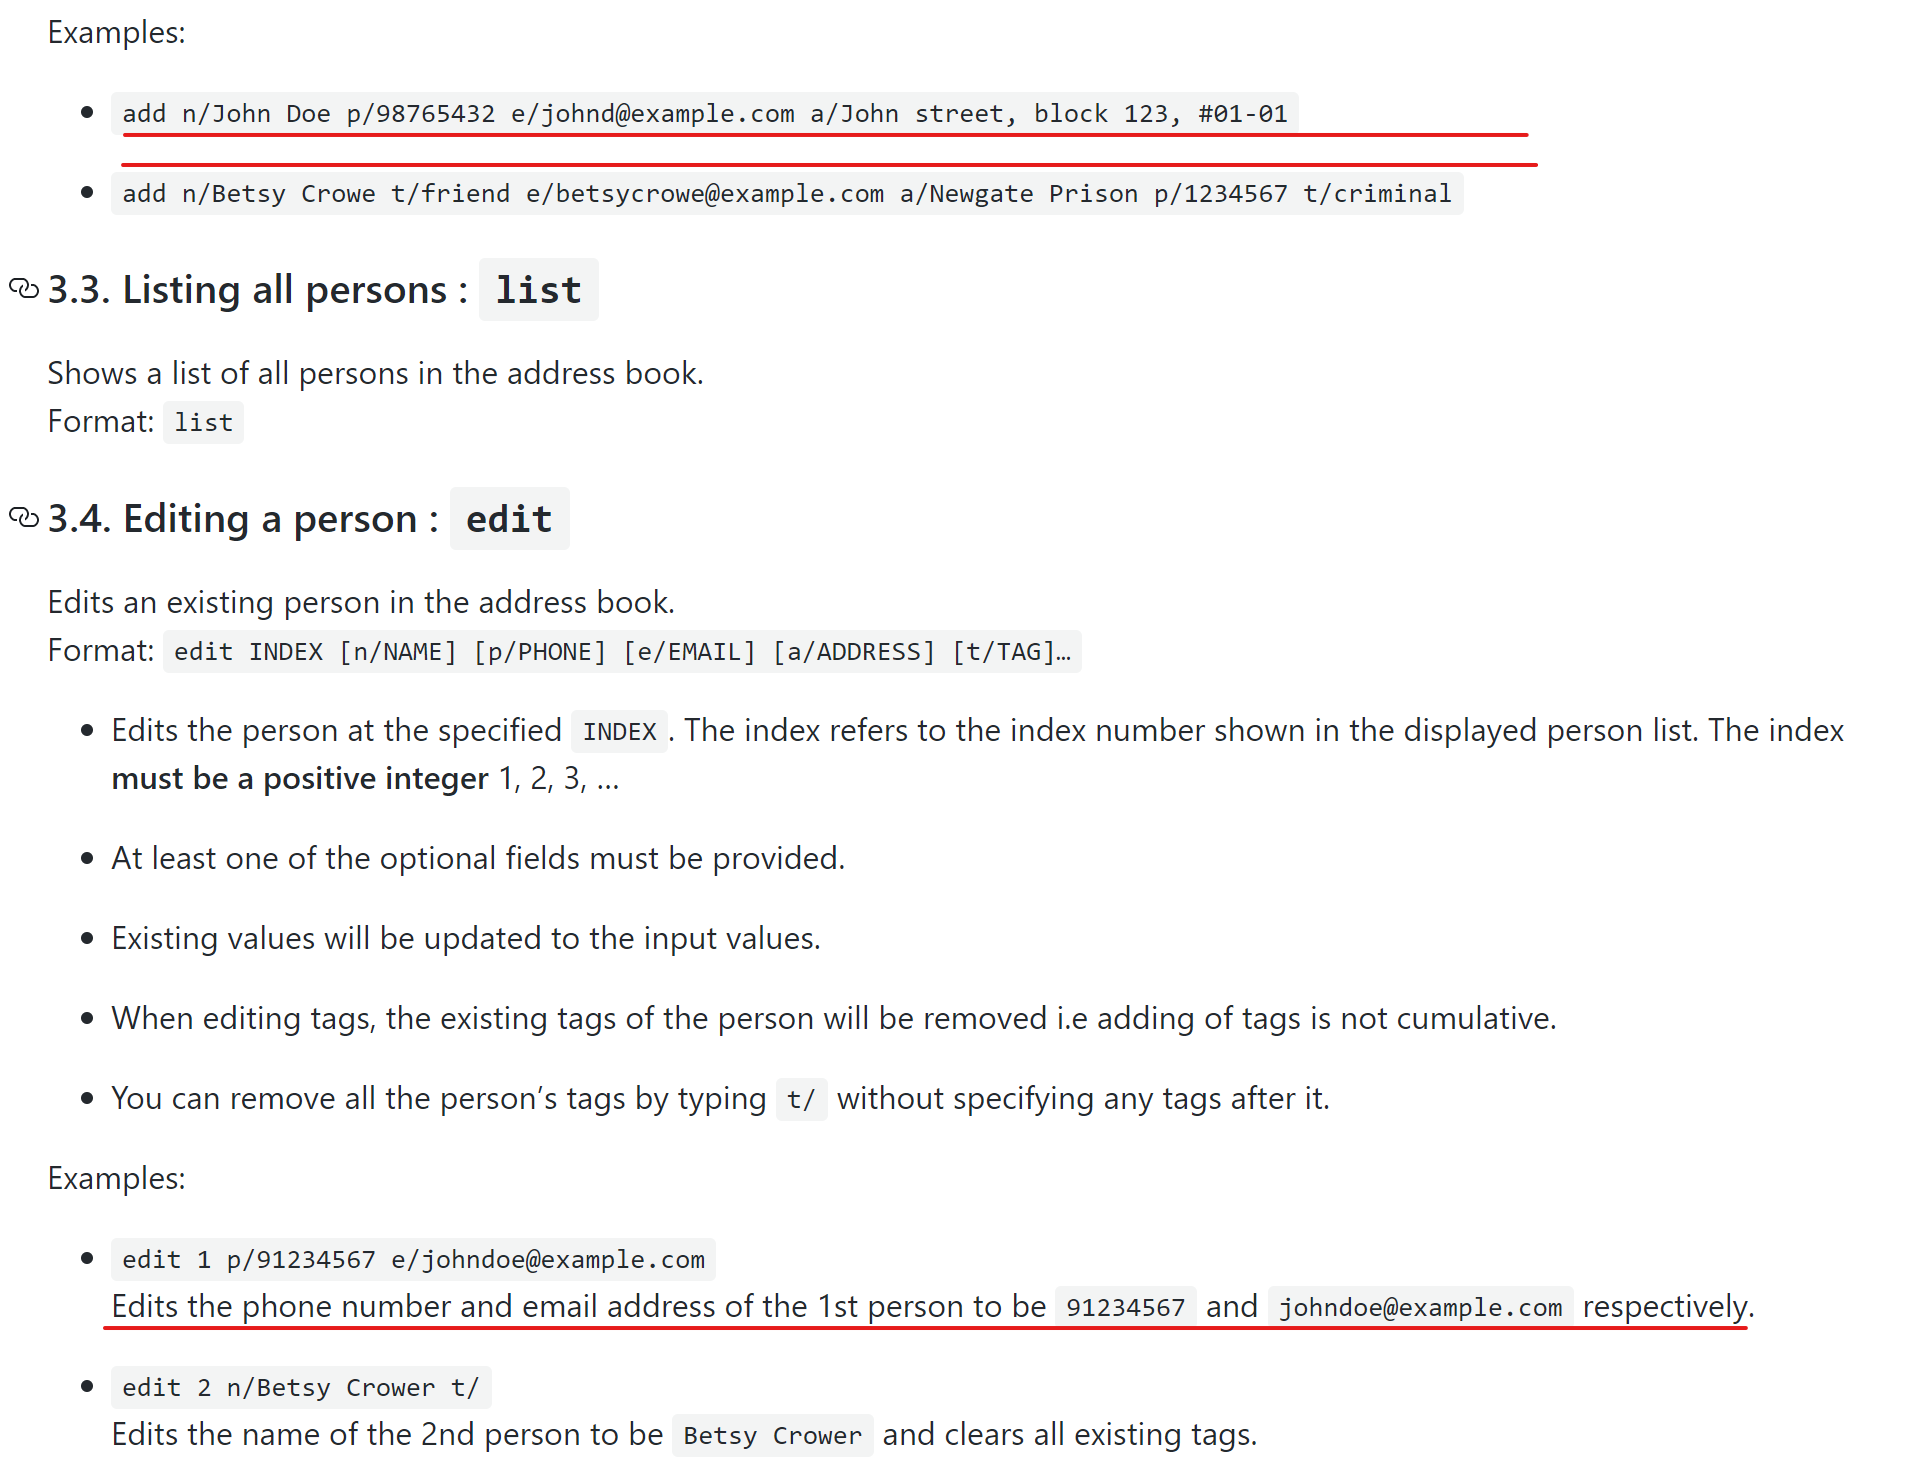 Examples:
add n/John Doe p/98765432 e/johnd@example.com a/John street, block 123, #01-01
add n/Betsy Crowe t/friend e/betsycrowe@example.com a/Newgate Prison p/1234567 t/criminal
3.3. Listing all persons : list
Shows a list of all persons in the address book.
Format: list
3.4. Editing a person : edit
Edits an existing person in the address book.
Format: edit INDEX [n/NAME] [p/PHONE] [e/EMAIL] [a/ADDRESS] [t/TAG]…
Edits the person at the specified INDEX. The index refers to the index number shown in the displayed person list. The index
must be a positive integer 1, 2, 3, …
At least one of the optional fields must be provided.
Existing values will be updated to the input values.
When editing tags, the existing tags of the person will be removed i.e adding of tags is not cumulative.
You can remove all the person’s tags by typing t/ without specifying any tags after it.
Examples:
edit 1 p/91234567 e/johndoe@example.com
Edits the phone number and email address of the 1st person to be 91234567 and johndoe@example.com respectively.
edit 2 n/Betsy Crower t/
Edits the name of the 2nd person to be Betsy Crower and clears all existing tags.